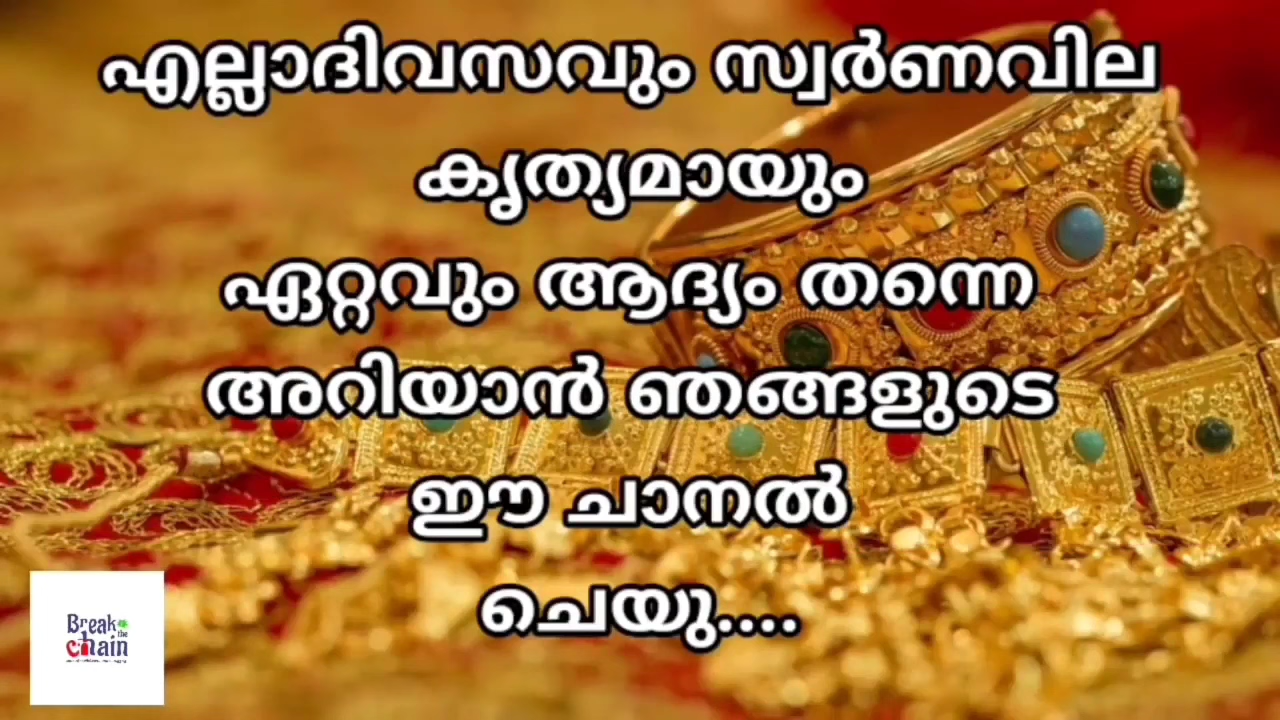 എല്ലാദിവസവും സ്വർണവില
കൃത്യമായും
ഏറ്റവും ആദ്യം തന്നെ
അറിയാൻ ഞങ്ങളുടെ
ഈ ചാനൽ
ചെയു....
Break
the
chain